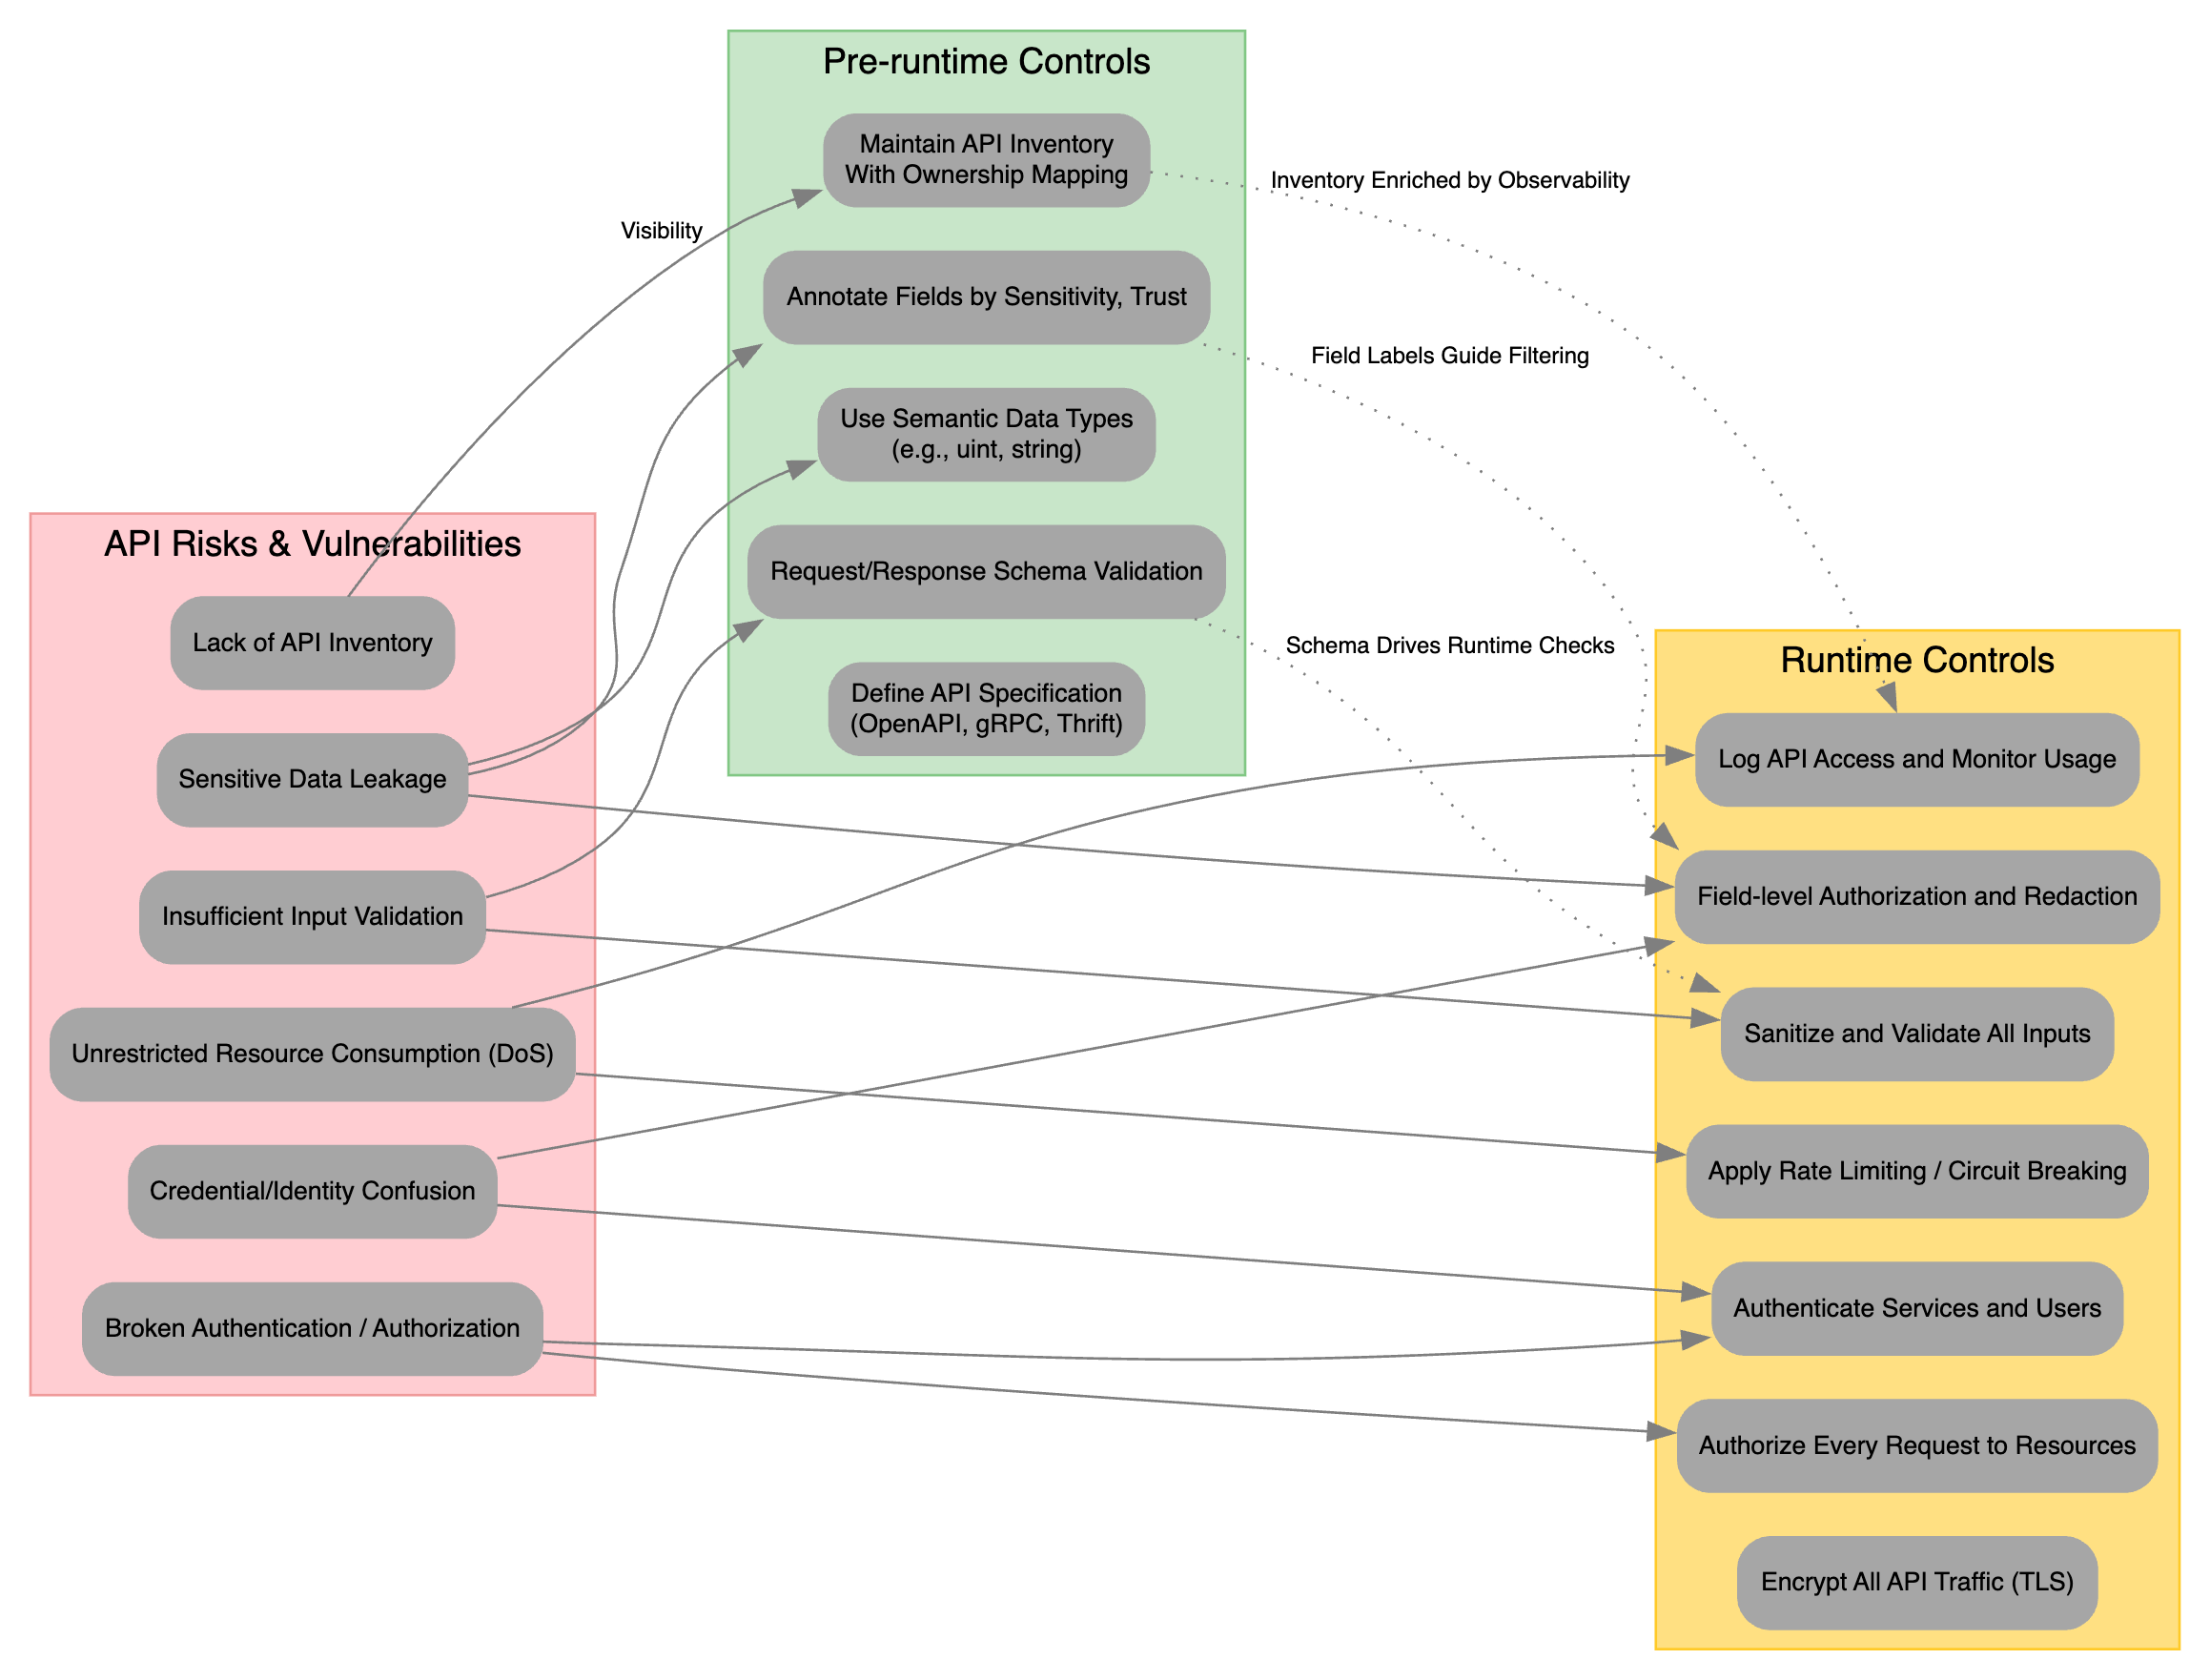 Pre-runtime Controls
Maintain API Inventory
With Ownership Mapping
Annotate Fields by Sensitivity, Trust
Use Semantic Data Types
(e.g., uint, string)
Request/Response Schema Validation
Define API Specification
(OpenAPI, gRPC, Thrift)
Visibility
Inventory Enriched by Observability
Field Labels Guide Filtering
Schema Drives Runtime Checks
API Risks & Vulnerabilities
Lack of API Inventory
Sensitive Data Leakage
Insufficient Input Validation
Unrestricted Resource Consumption (DoS)
Credential/Identity Confusion
Broken Authentication / Authorization
Runtime Controls
Log API Access and Monitor Usage
Field-level Authorization and Redaction
Sanitize and Validate All Inputs
Apply Rate Limiting / Circuit Breaking
Authenticate Services and Users
Authorize Every Request to Resources
Encrypt All API Traffic (TLS)